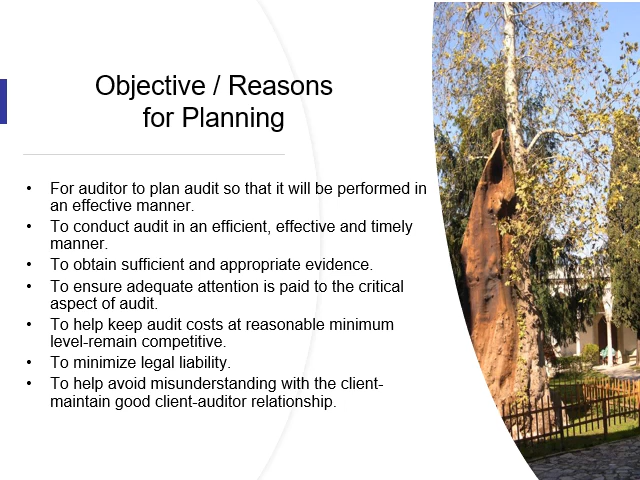 Objective / Reasons
for Planning
• For auditor to plan audit so that it will be performed in
an effective manner.
• To conduct audit in an efficient, effective and timely
manner.
• To obtain sufficient and appropriate evidence.
• To ensure adequate attention is paid to the critical
aspect of audit.
• To help keep audit costs at reasonable minimum
level-remain competitive.
• To minimize legal liability.
• To help avoid misunderstanding with the client-
maintain good client-auditor relationship.